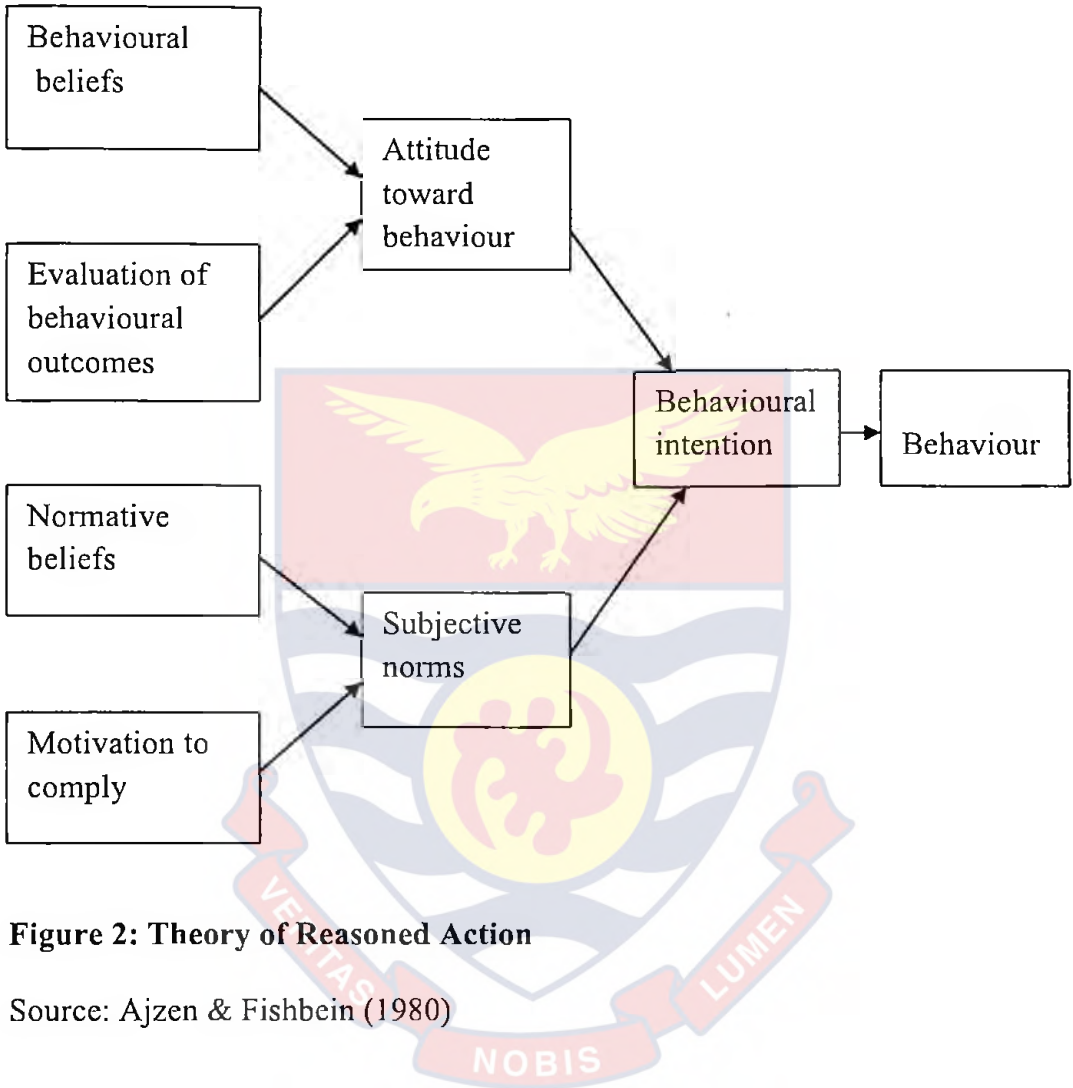 Behavioural
beliefs
Attitude
toward
behaviour
Evaluation of
behavioural
outcomes
Behavioural
intention
Behaviour
Normative
beliefs
Subjective
norms
Motivation to
comply
VERITAS
NOBIS
LUMEN
Figure 2: Theory of Reasoned Action
Source: Ajzen & Fishbein (1980)